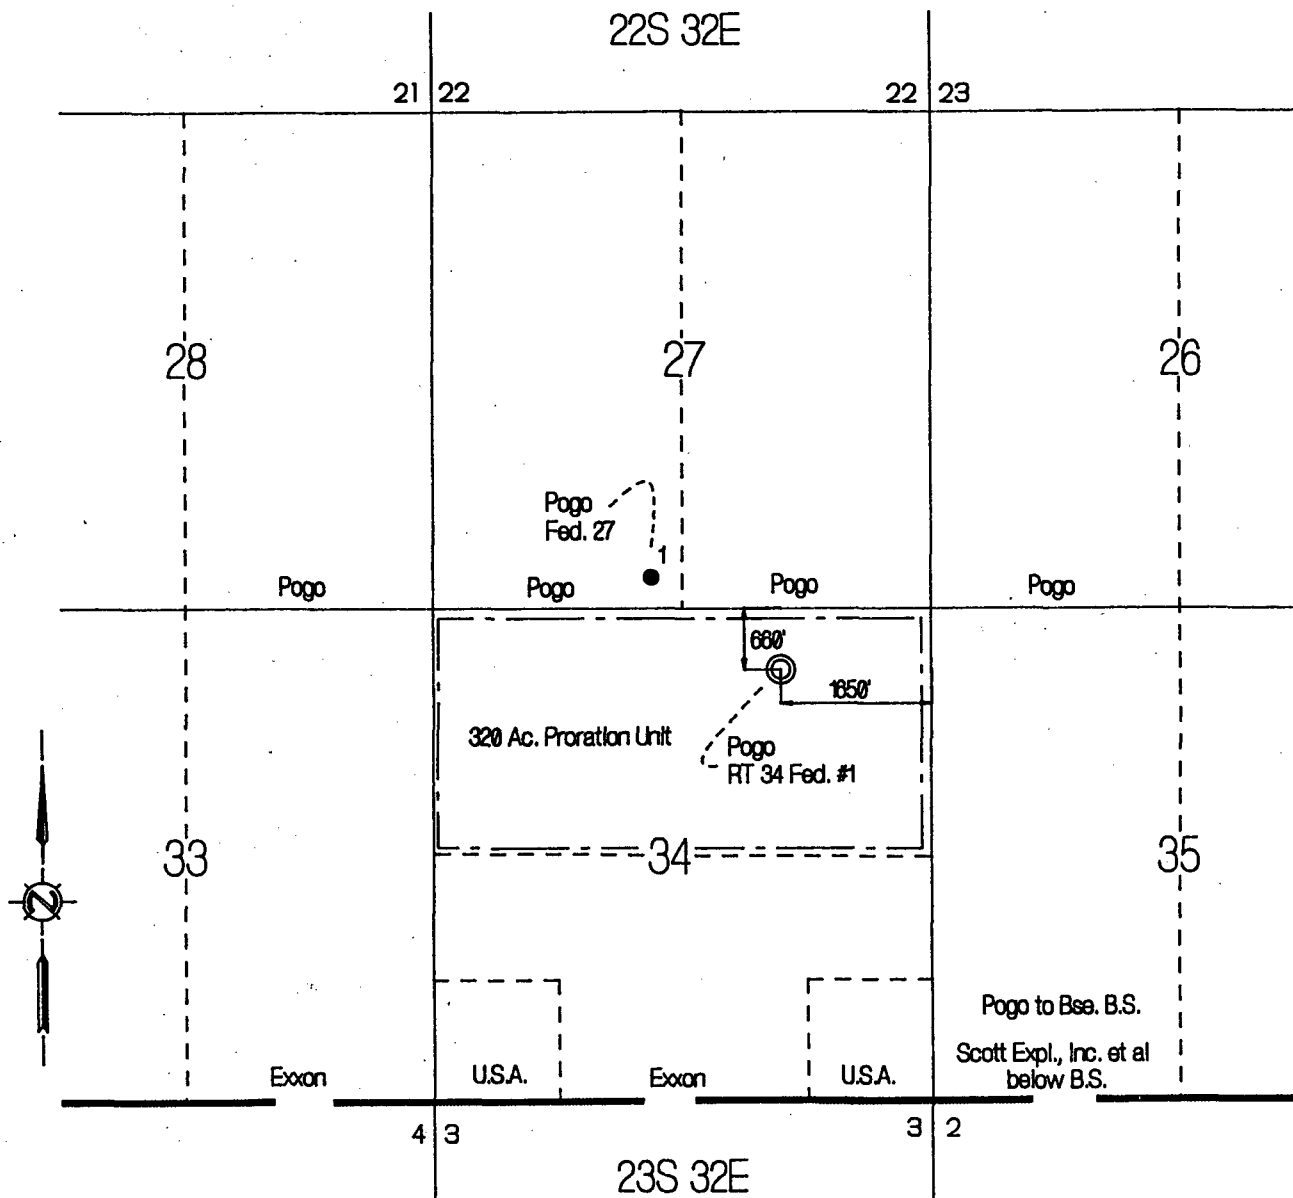 22S 32E
21 22
22 23
28
27
26
Pogo
Fed. 27
1
Pogo
Pogo
Pogo
Pogo
660'
1650'
320 Ac. Proration Unit
Pogo
RT 34 Fed. #1
33
34
35
N
Pogo to Bse. B.S.
Scott Expl., Inc. et al
below B.S.
Exxon
U.S.A.
Exxon
U.S.A.
4 3
3 2
23S 32E